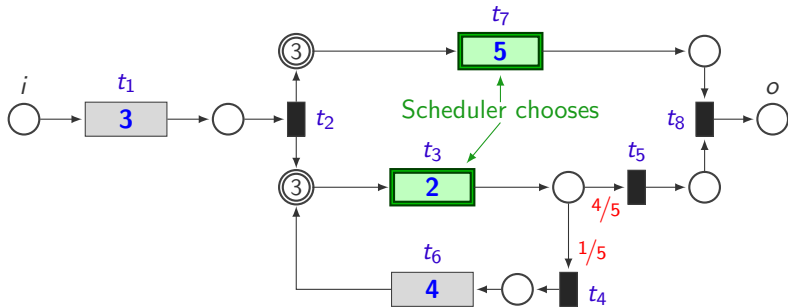 t₇
3
5
i
t₁
o
3
t₂
Scheduler chooses
t₈
t₃
t₅
3
2
4/5
1/5
t₆
4
t₄